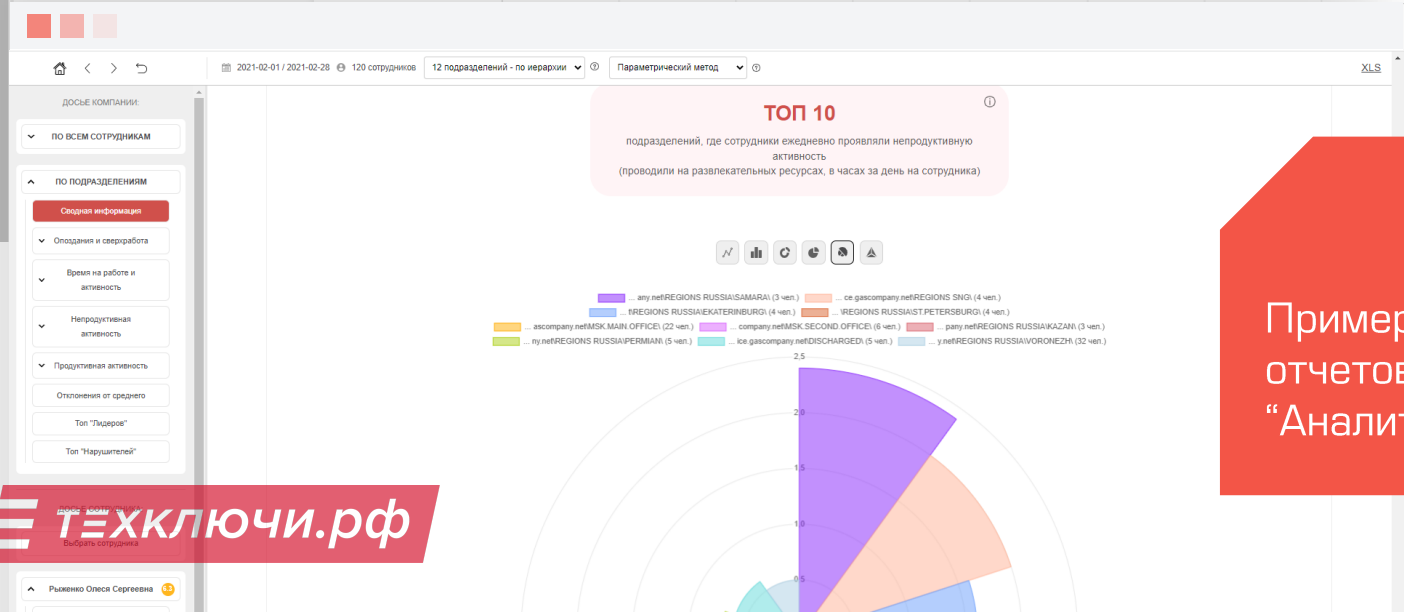 2021-02-01 / 2021-02-28 120 сотрудников 12 подразделений - по иерархии Параметрический метод XLS
ДОСЬЕ КОМПАНИИ:
ПО ВСЕМ СОТРУДНИКАМ
ПО ПОДРАЗДЕЛЕНИЯМ
Сводная информация
Опоздания и сверхработа
Время на работе и
активность
Непродуктивная
активность
Продуктивная активность
Отклонения от среднего
Топ "Лидеров"
Топ "Нарушителей"
ДОСЬЕ СОТРУДНИКА:
Выбрать сотрудника
Рыженко Олеся Сергеевна
ТОП 10
подразделений, где сотрудники ежедневно проявляли непродуктивную
активность
(проводили на развлекательных ресурсах, в часах за день на сотрудника)
... any.net\REGIONS RUSSIA\SAMARA\ (3 чел.) ... ce.gascompany.net\REGIONS SNG\ (4 чел.)
... t\REGIONS RUSSIA\EKATERINBURG\ (4 чел.) ... \REGIONS RUSSIA\ST.PETERSBURG\ (4 чел.)
... ascompany.net\MSK.MAIN.OFFICE\ (22 чел.) ... company.net\MSK.SECOND.OFFICE\ (6 чел.) ... pany.net\REGIONS RUSSIA\KAZAN\ (3 чел.)
... ny.net\REGIONS RUSSIA\PERMIAN\ (5 чел.) ... ice.gascompany.net\DISCHARGED\ (5 чел.) ... y.net\REGIONS RUSSIA\VORONEZH\ (32 чел.)
2,5
2,0
1,5
1,0
0,5
Пример
отчетов
“Аналит
техключи.рф